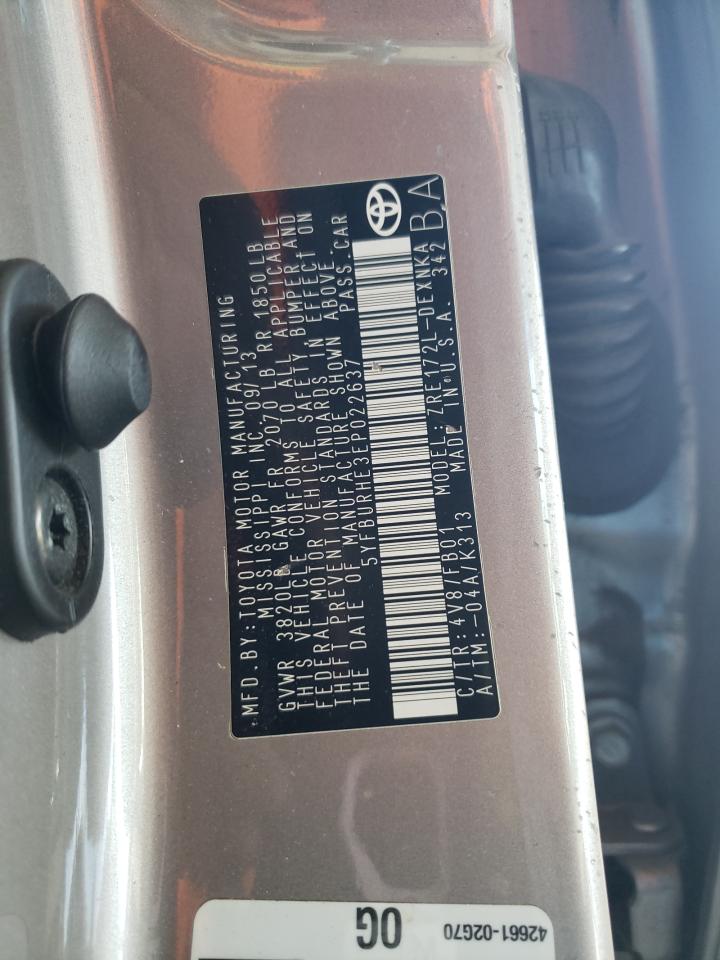 MFD.BY:TOYOTA MOTOR MANUFACTURING
MISSISSIPPI INC. 09/13
GVWR 3820LB GAWR FR 2070 LB RR 1850 LB
THIS VEHICLE CONFORMS TO ALL APPLICABLE
FEDERAL MOTOR VEHICLE SAFETY, BUMPER, AND
THEFT PREVENTION STANDARDS IN EFFECT ON
THE DATE OF MANUFACTURE SHOWN ABOVE.
5YFBURHE3EP022637 PASS.CAR
C/TR:4V8/FB01 MODEL:ZRE172L-DEXNKA
A/TM:-04A/K313 MADE IN U.S.A. 342 BA
42661-02G70
0G